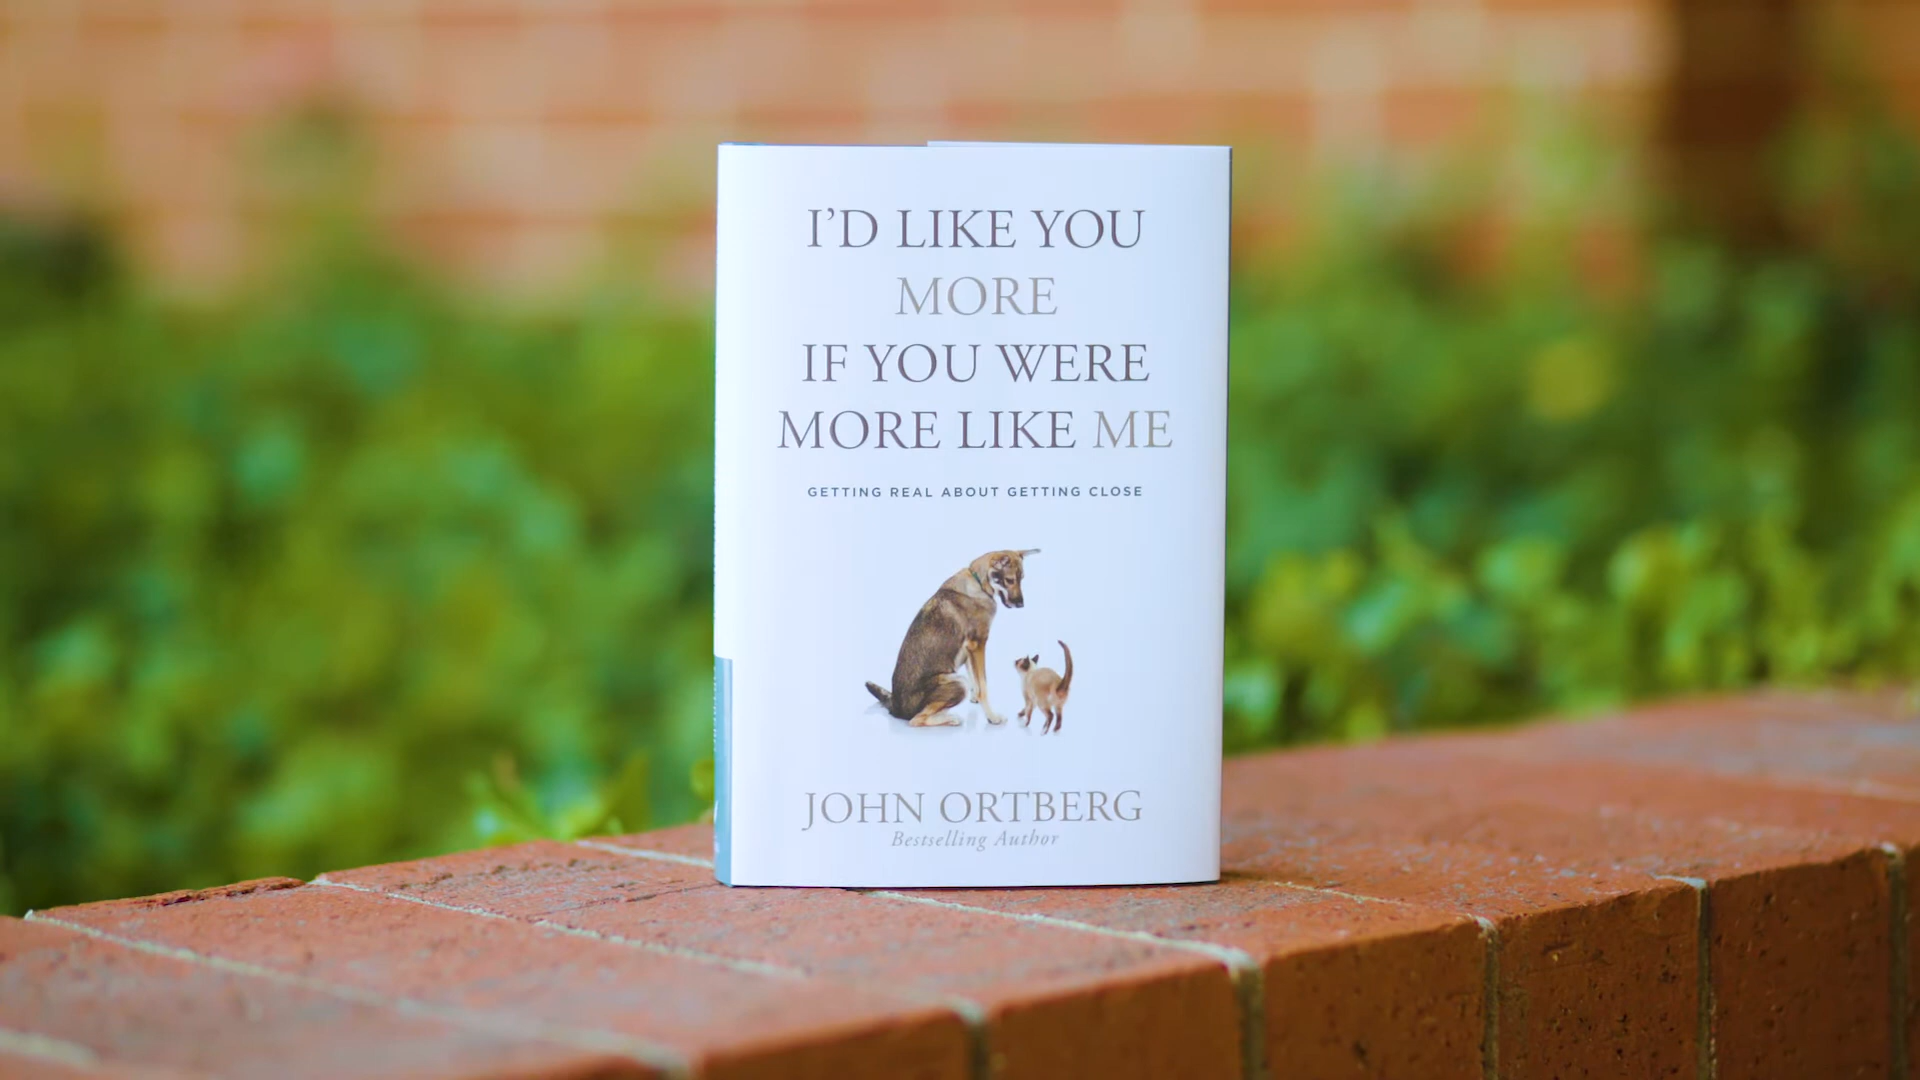 I'D LIKE YOU
MORE
IF YOU WERE
MORE LIKE ME
GETTING REAL ABOUT GETTING CLOSE
JOHN ORTBERG
Bestselling Author